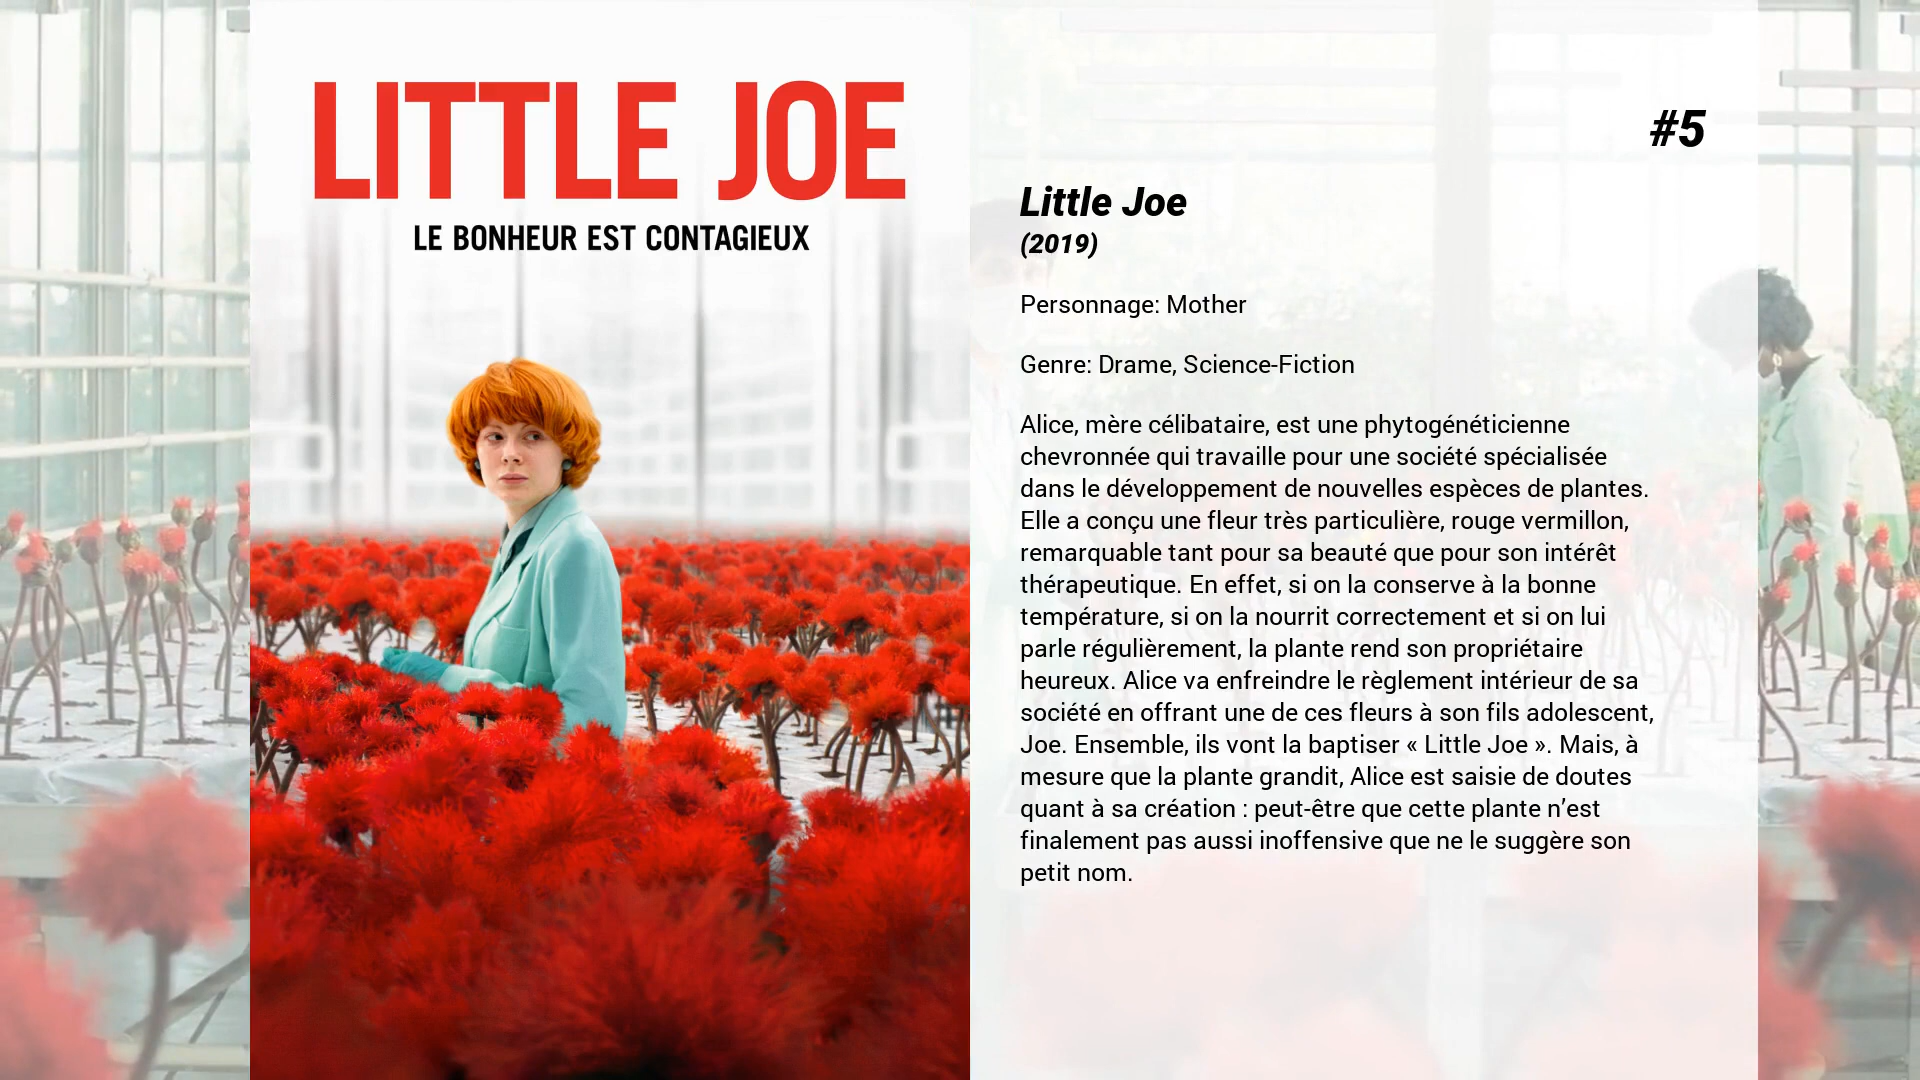 LITTLE JOE
LE BONHEUR EST CONTAGIEUX
#5
Little Joe
(2019)
Personnage: Mother
Genre: Drame, Science-Fiction
Alice, mère célibataire, est une phytogénéticienne
chevronnée qui travaille pour une société spécialisée
dans le développement de nouvelles espèces de plantes.
Elle a conçu une fleur très particulière, rouge vermillon,
remarquable tant pour sa beauté que pour son intérêt
thérapeutique. En effet, si on la conserve à la bonne
température, si on la nourrit correctement et si on lui
parle régulièrement, la plante rend son propriétaire
heureux. Alice va enfreindre le règlement intérieur de sa
société en offrant une de ces fleurs à son fils adolescent,
Joe. Ensemble, ils vont la baptiser « Little Joe ». Mais, à
mesure que la plante grandit, Alice est saisie de doutes
quant à sa création : peut-être que cette plante n’est
finalement pas aussi inoffensive que ne le suggère son
petit nom.